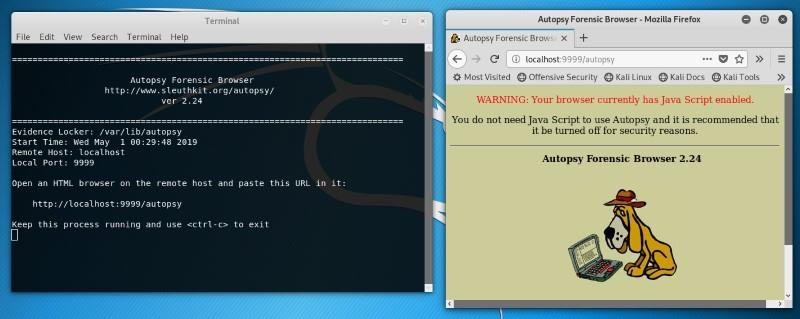 Terminal
File Edit View Search Terminal Help
============================================================================
Autopsy Forensic Browser
http://www.sleuthkit.org/autopsy/
ver 2.24
============================================================================
Evidence Locker: /var/lib/autopsy
Start Time: Wed May  1 00:29:48 2019
Remote Host: localhost
Local Port: 9999
Open an HTML browser on the remote host and paste this URL in it:
http://localhost:9999/autopsy
Keep this process running and use <ctrl-c> to exit
Autopsy Forensic Browser - Mozilla Firefox
Autopsy Forensic Brows
localhost:9999/autopsy
Most Visited Offensive Security Kali Linux Kali Docs Kali Tools
WARNING: Your browser currently has Java Script enabled.
You do not need Java Script to use Autopsy and it is recommended that
it be turned off for security reasons.
Autopsy Forensic Browser 2.24